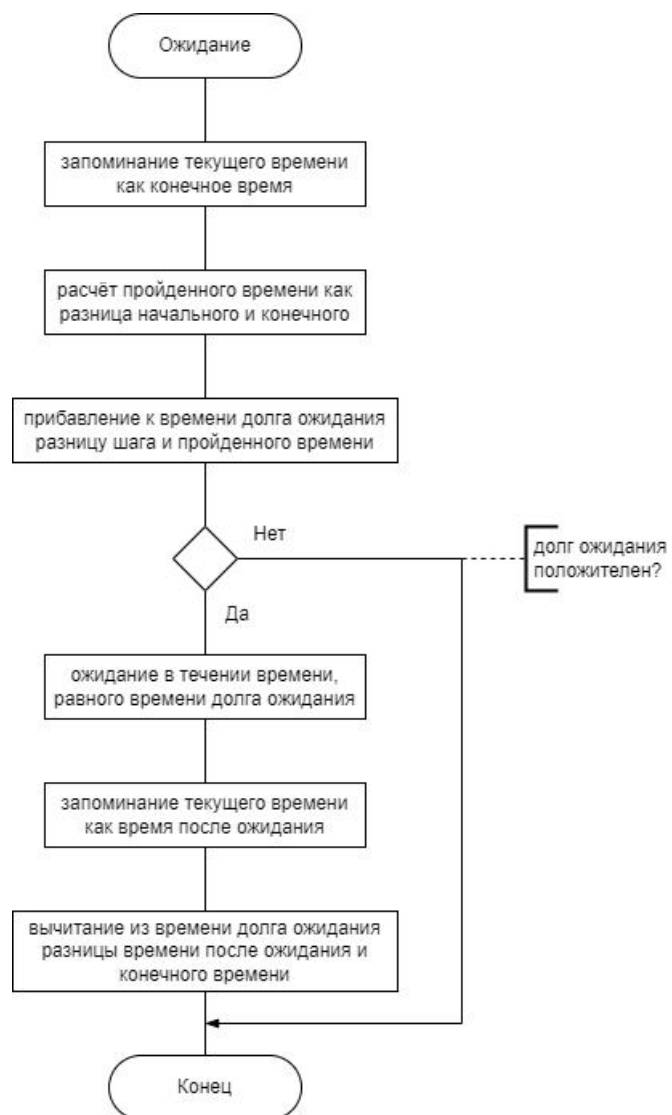 Ожидание
запоминание текущего времени
как конечное время
расчёт пройденного времени как
разница начального и конечного
прибавление к времени долга ожидания
разницу шага и пройденного времени
Нет
долг ожидания
положителен?
Да
ожидание в течении времени,
равного времени долга ожидания
запоминание текущего времени
как время после ожидания
вычитание из времени долга ожидания
разницы времени после ожидания и
конечного времени
Конец